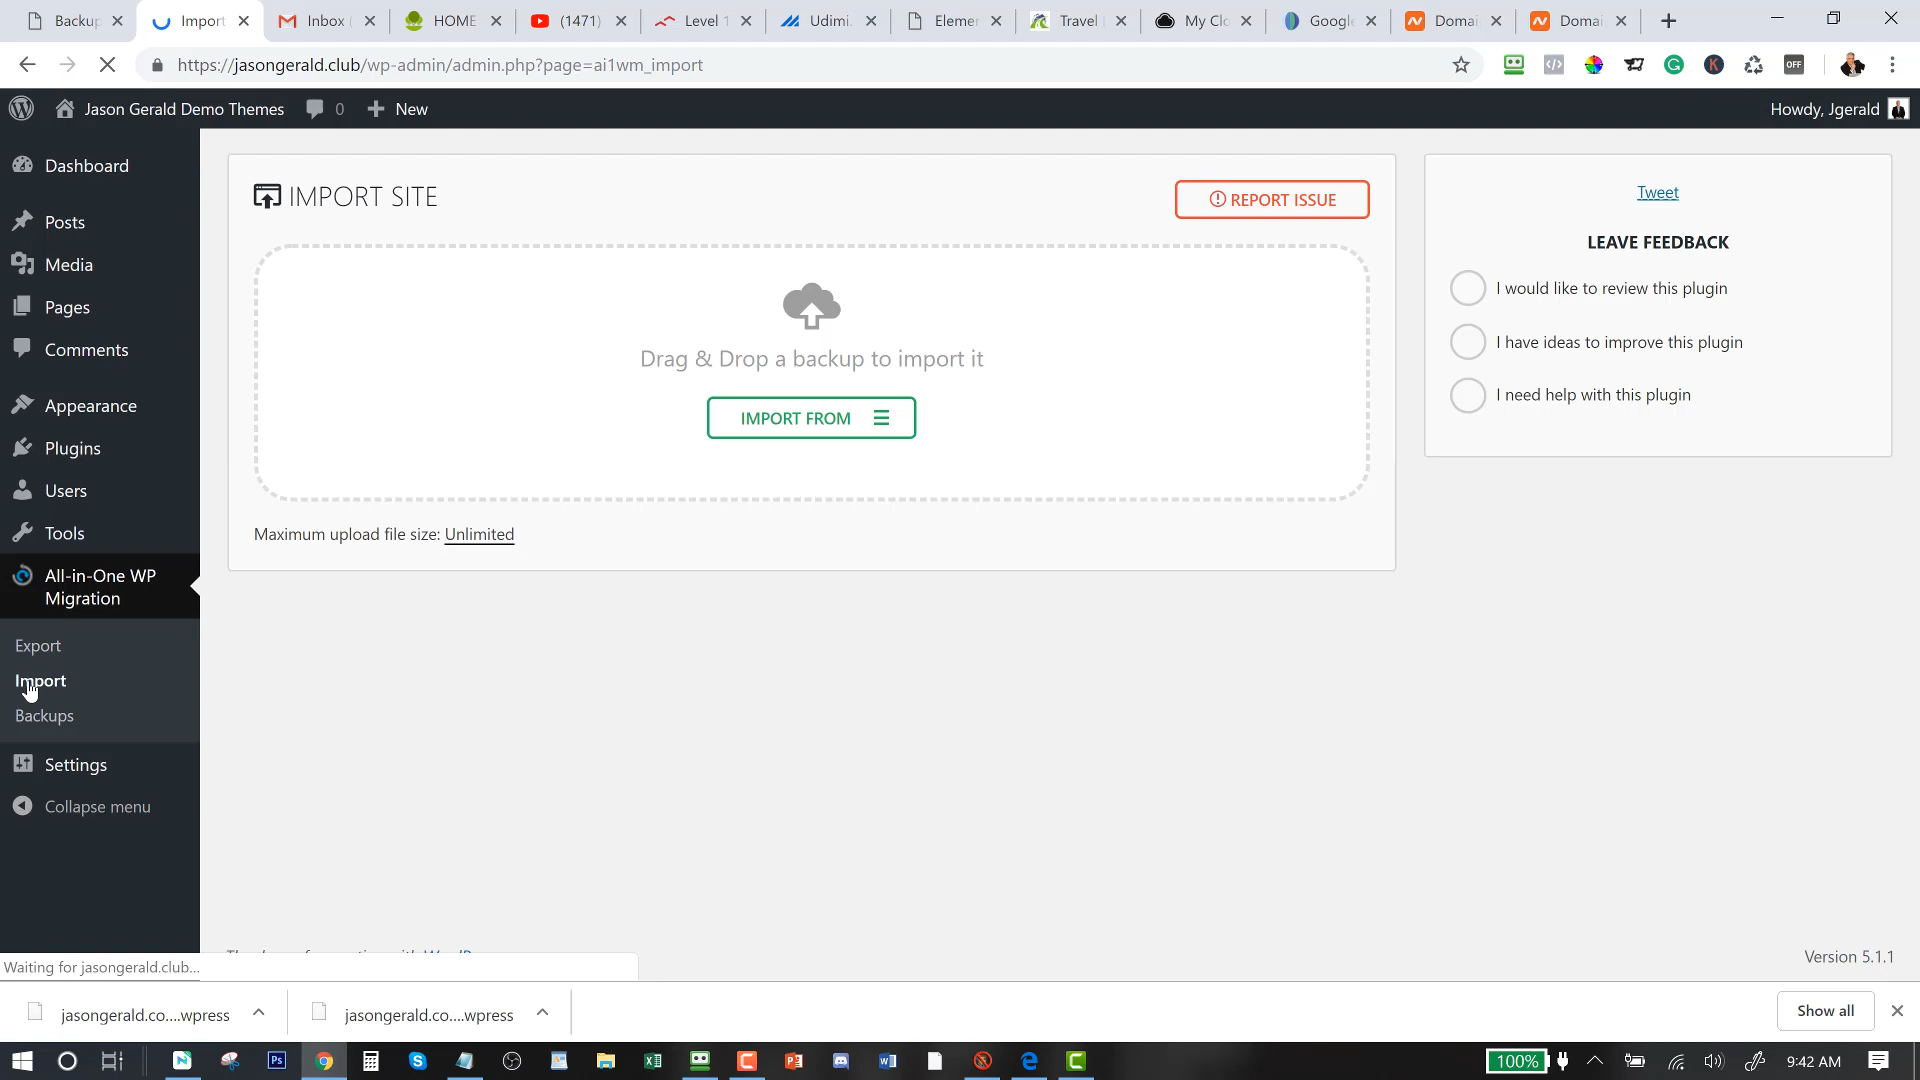 Backup
Import
Inbox (
HOME
(1471)
Level 1
Udimi.
Elemen
Travel
My Clo
Google
Domai
Domai
https://jasongerald.club/wp-admin/admin.php?page=ai1wm_import
OFF
Jason Gerald Demo Themes
0
New
Howdy, Jgerald
Dashboard
Posts
Media
Pages
Comments
Appearance
Plugins
Users
Tools
All-in-One WP
Migration
Export
Import
Backups
Settings
Collapse menu
IMPORT SITE
REPORT ISSUE
Drag & Drop a backup to import it
IMPORT FROM
Maximum upload file size: Unlimited
Tweet
LEAVE FEEDBACK
I would like to review this plugin
I have ideas to improve this plugin
I need help with this plugin
Version 5.1.1
Waiting for jasongerald.club...
jasongerald.co....wpress
jasongerald.co....wpress
Show all
100%
9:42 AM